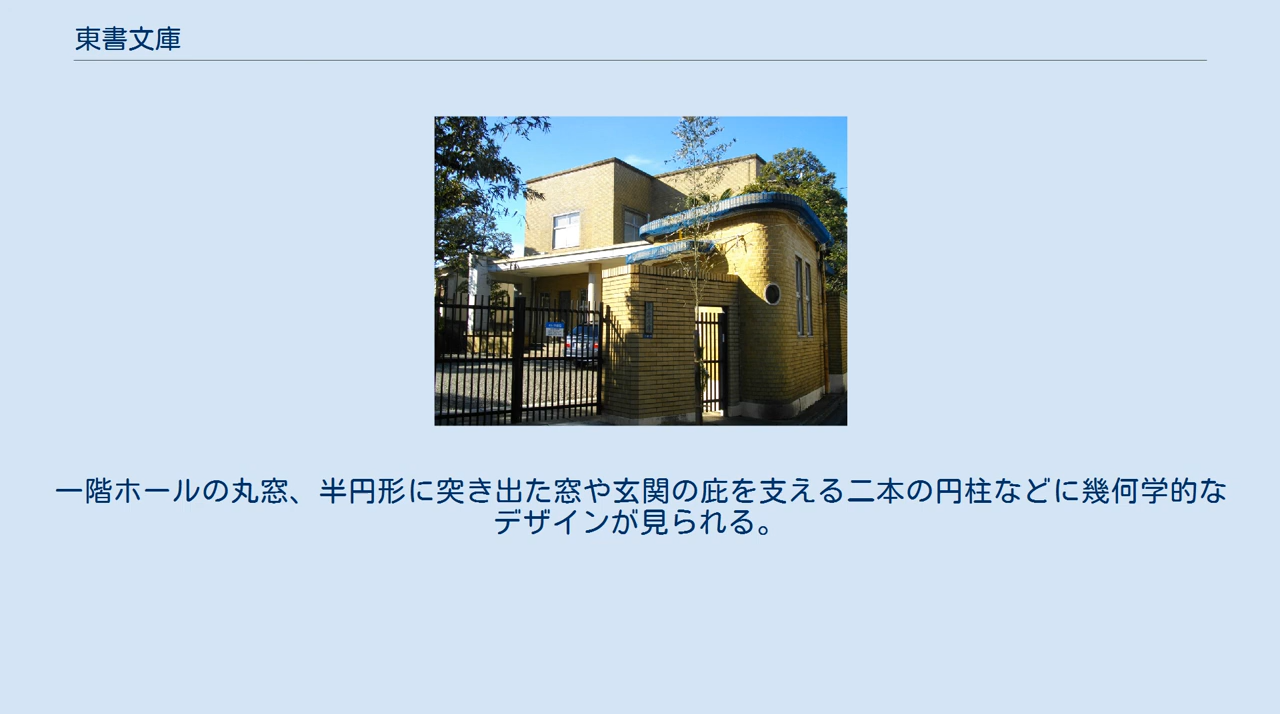 東書文庫
一階ホールの丸窓、半円形に突き出た窓や玄関の庇を支える二本の円柱などに幾何学的な
デザインが見られる。